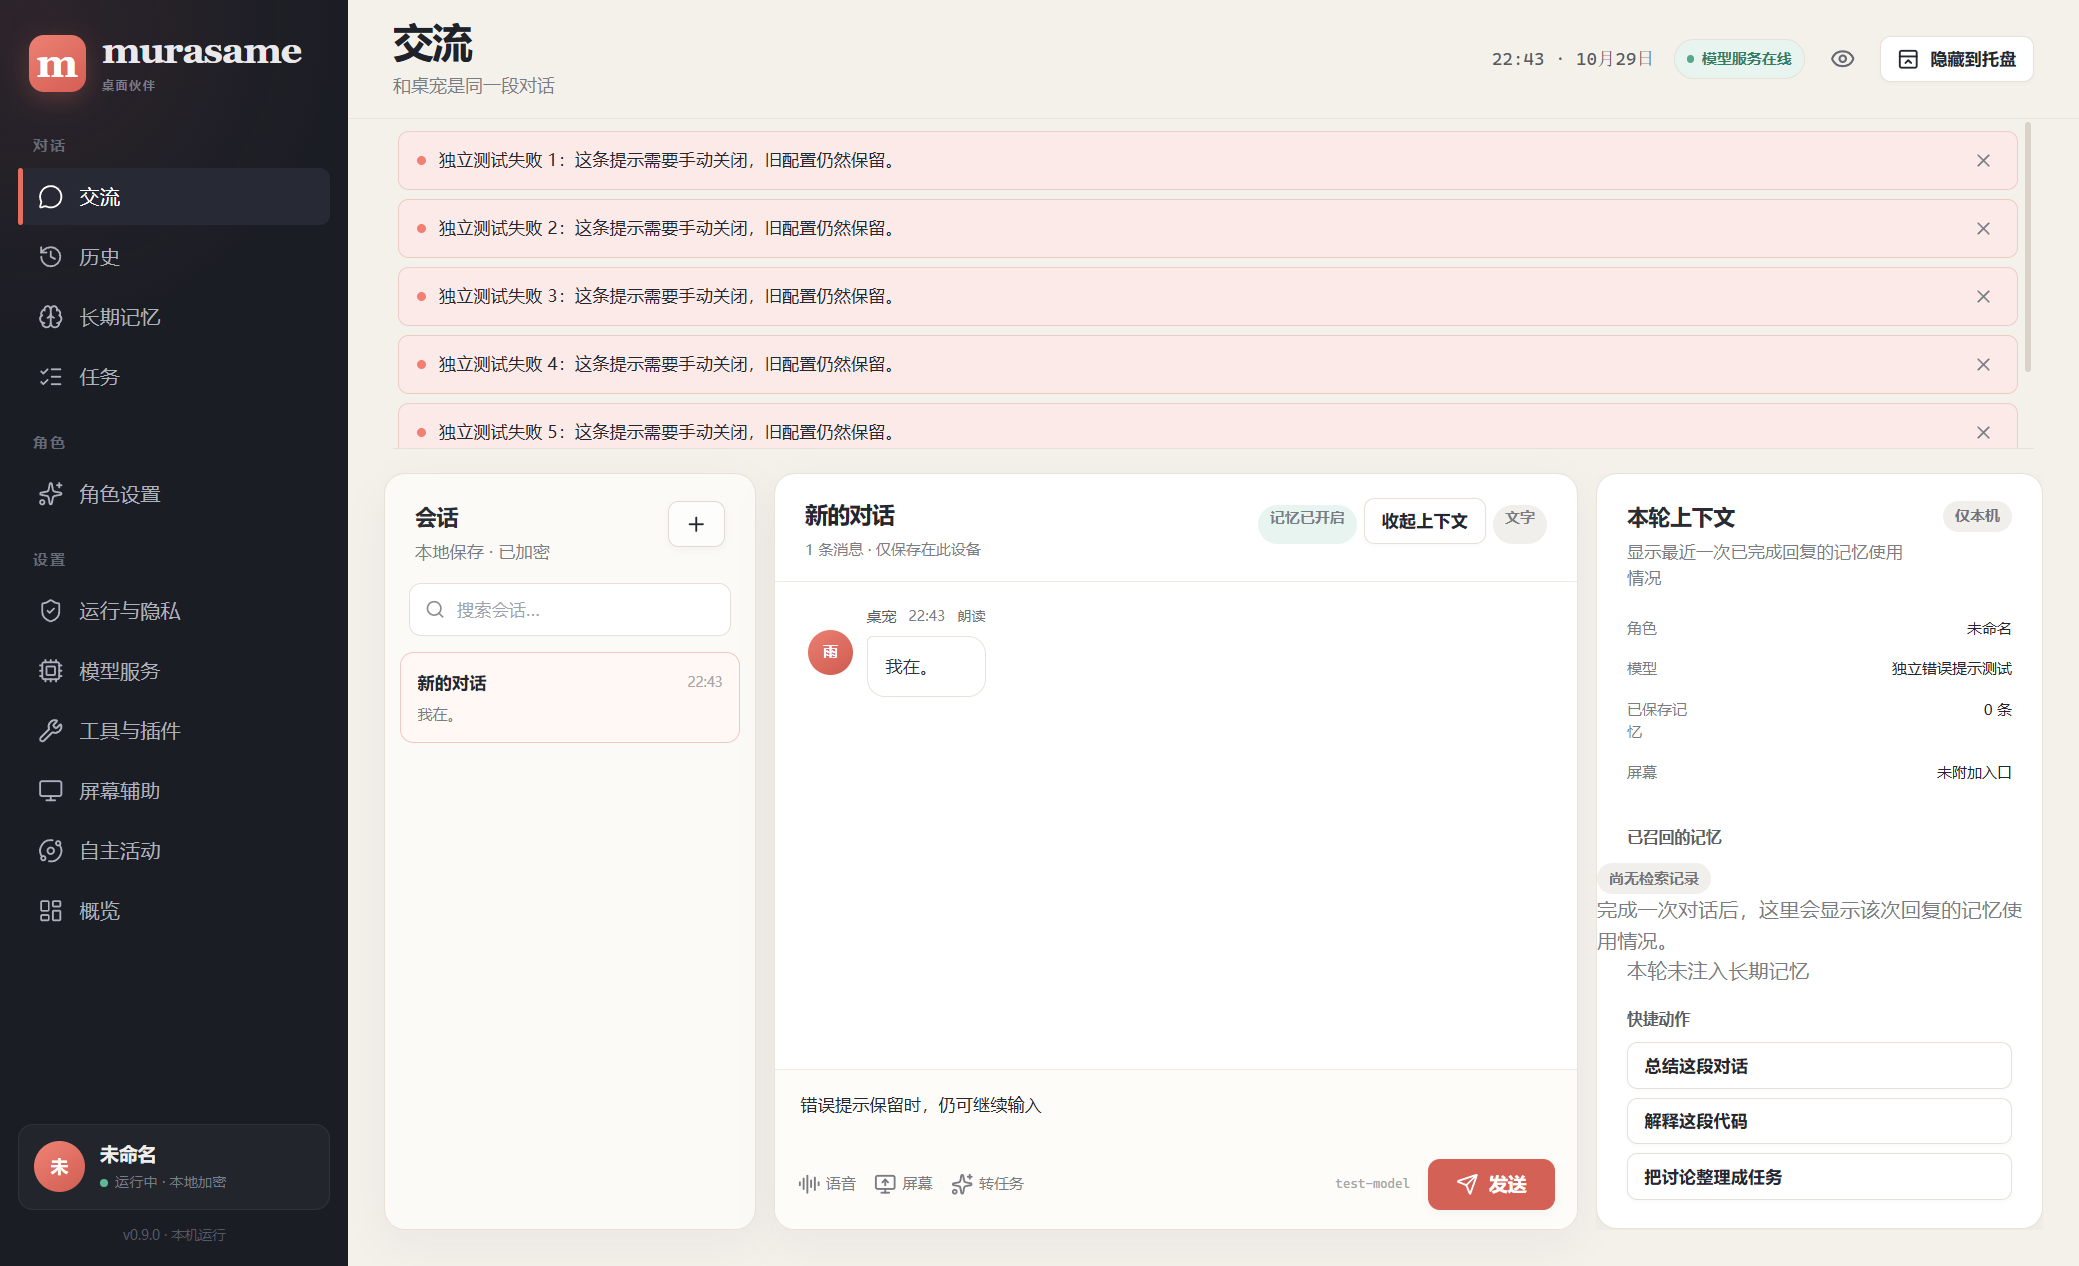 m murasame
桌面伙伴
对话
交流
历史
长期记忆
任务
角色
角色设置
设置
运行与隐私
模型服务
工具与插件
屏幕辅助
自主活动
概览
未
未命名
运行中 · 本地加密
v0.9.0 · 本机运行
交流
和桌宠是同一段对话
22:43 · 10月29日
模型服务在线
隐藏到托盘
独立测试失败 1：这条提示需要手动关闭，旧配置仍然保留。
独立测试失败 2：这条提示需要手动关闭，旧配置仍然保留。
独立测试失败 3：这条提示需要手动关闭，旧配置仍然保留。
独立测试失败 4：这条提示需要手动关闭，旧配置仍然保留。
独立测试失败 5：这条提示需要手动关闭，旧配置仍然保留。
会话
本地保存 · 已加密
搜索会话...
新的对话 22:43
我在。
新的对话
1 条消息 · 仅保存在此设备
记忆已开启
收起上下文
文字
桌宠 22:43 朗读
雨
我在。
错误提示保留时，仍可继续输入
语音
屏幕
转任务
test-model
发送
本轮上下文
仅本机
显示最近一次已完成回复的记忆使用
情况
角色 未命名
模型 独立错误提示测试
已保存记
忆
0 条
屏幕 未附加入口
已召回的记忆
尚无检索记录
完成一次对话后，这里会显示该次回复的记忆使
用情况。
本轮未注入长期记忆
快捷动作
总结这段对话
解释这段代码
把讨论整理成任务